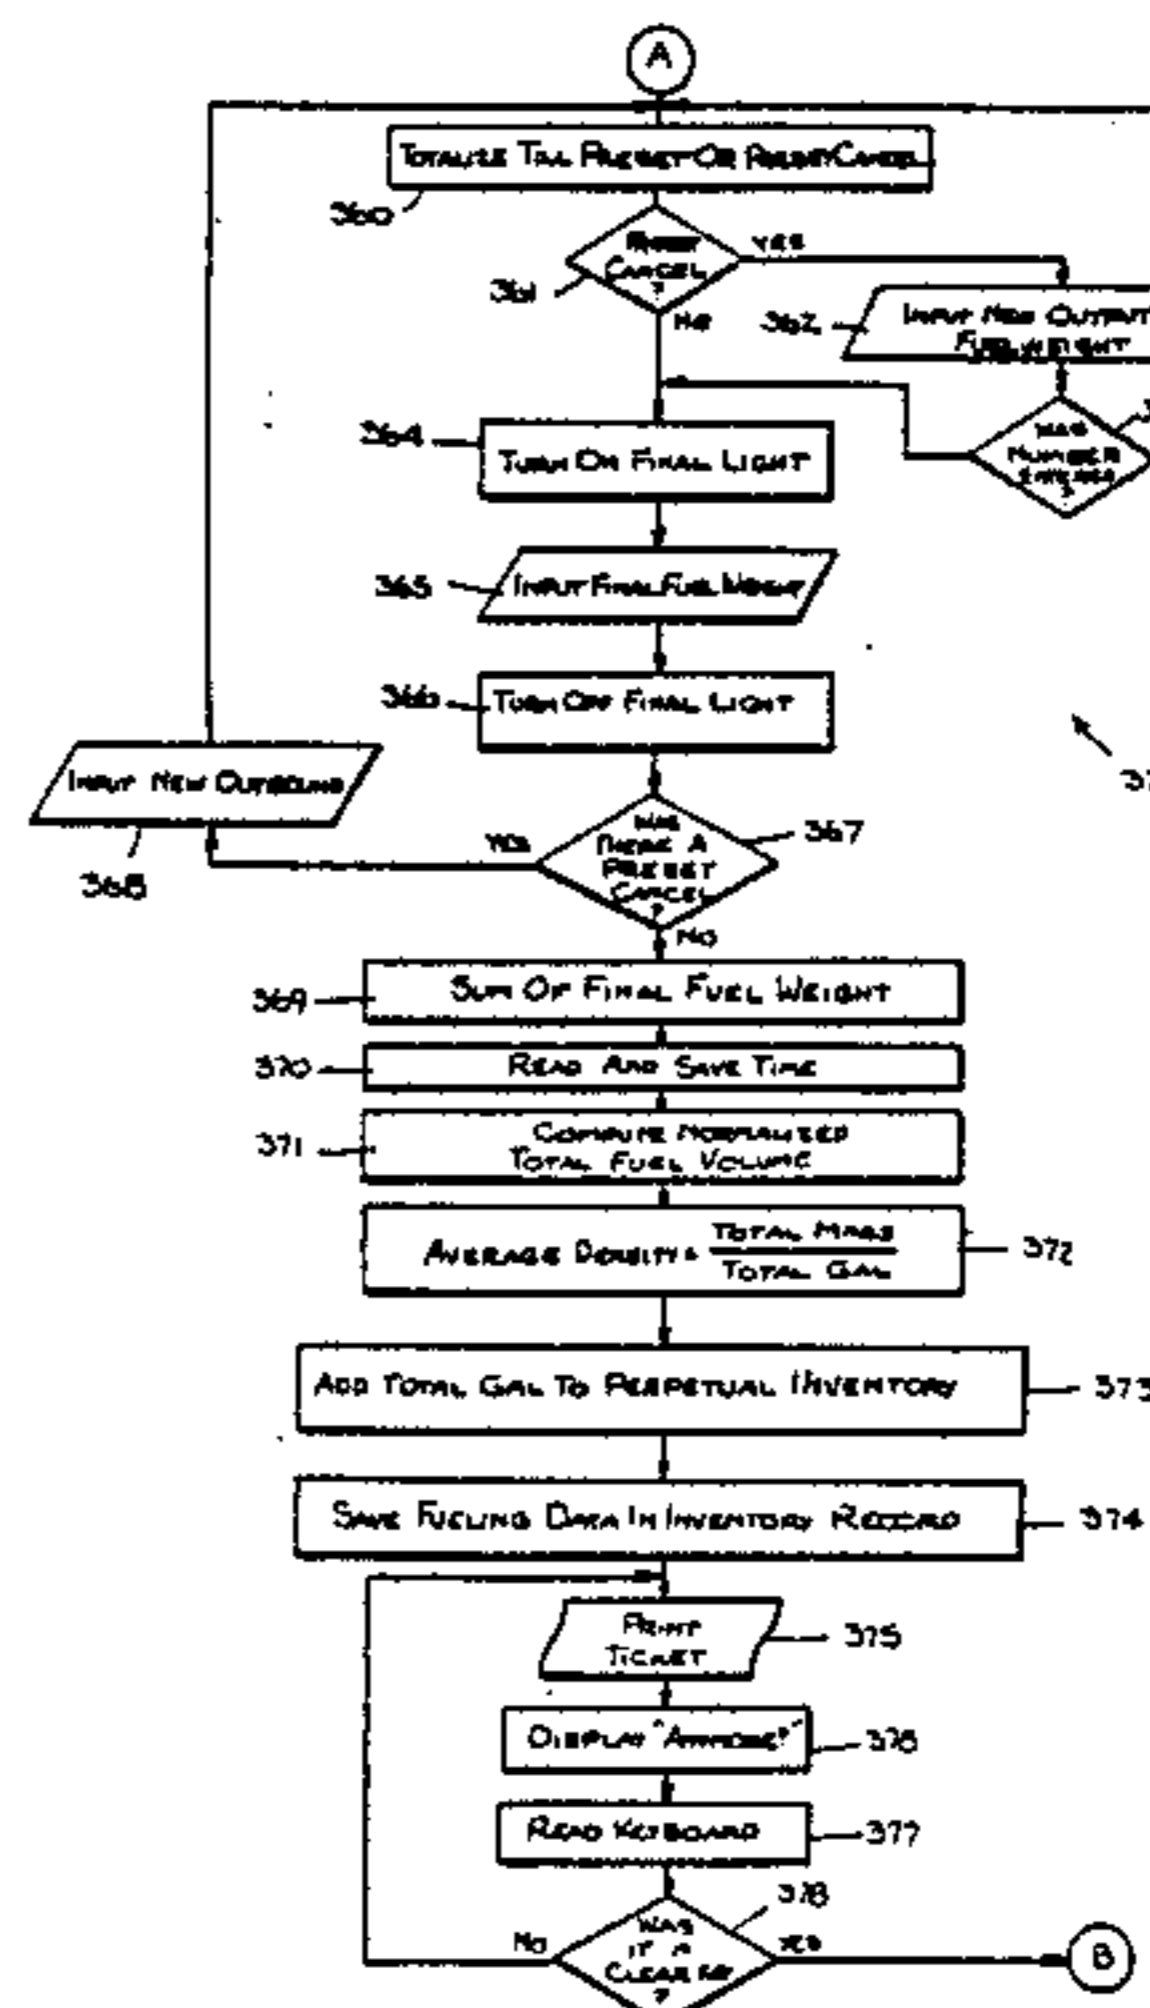 A
TOTALIZE TILL PRESET OR PRESET CANCEL
360
PRESET
CANCEL
?
361
YES
NO
362
INPUT NEW OUTPUT
FUEL WEIGHT
WAS
NUMBER
?
364
TURN ON FINAL LIGHT
365
INPUT FINAL FUEL WEIGHT
366
TURN OFF FINAL LIGHT
INPUT NEW OUTBOUND
368
YES
WAS
THERE A
PRESET
CANCEL
?
367
NO
369
SUM OF FINAL FUEL WEIGHT
370
READ AND SAVE TIME
371
COMPUTE NORMALIZED
TOTAL FUEL VOLUME
AVERAGE DENSITY = TOTAL MASS
TOTAL GAL
372
ADD TOTAL GAL TO PERPETUAL INVENTORY
373
SAVE FUELING DATA IN INVENTORY RECORD
374
PRINT
TICKET
375
DISPLAY
376
READ KEYBOARD
377
378
NO
WAS
IT A
CLEAR
?
YES
B